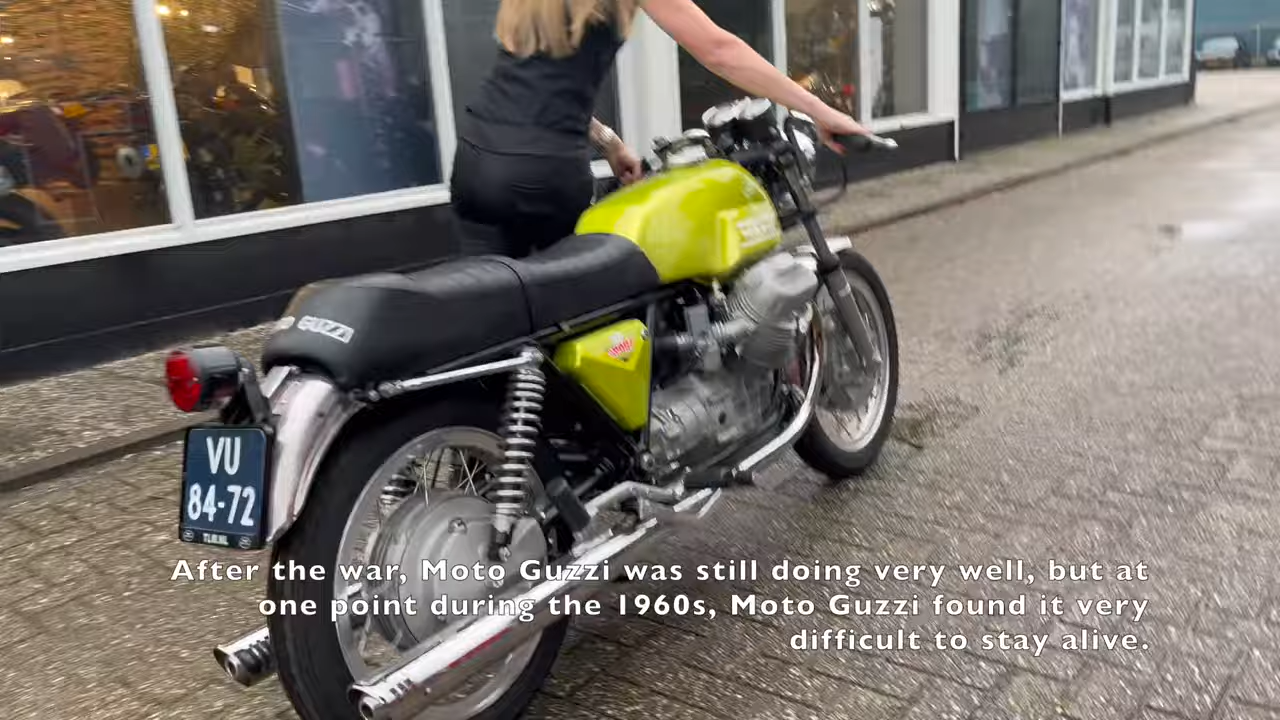 GUZZI
VU
84-72
After the war, Moto Guzzi was still doing very well, but at
one point during the 1960s, Moto Guzzi found it very
difficult to stay alive.